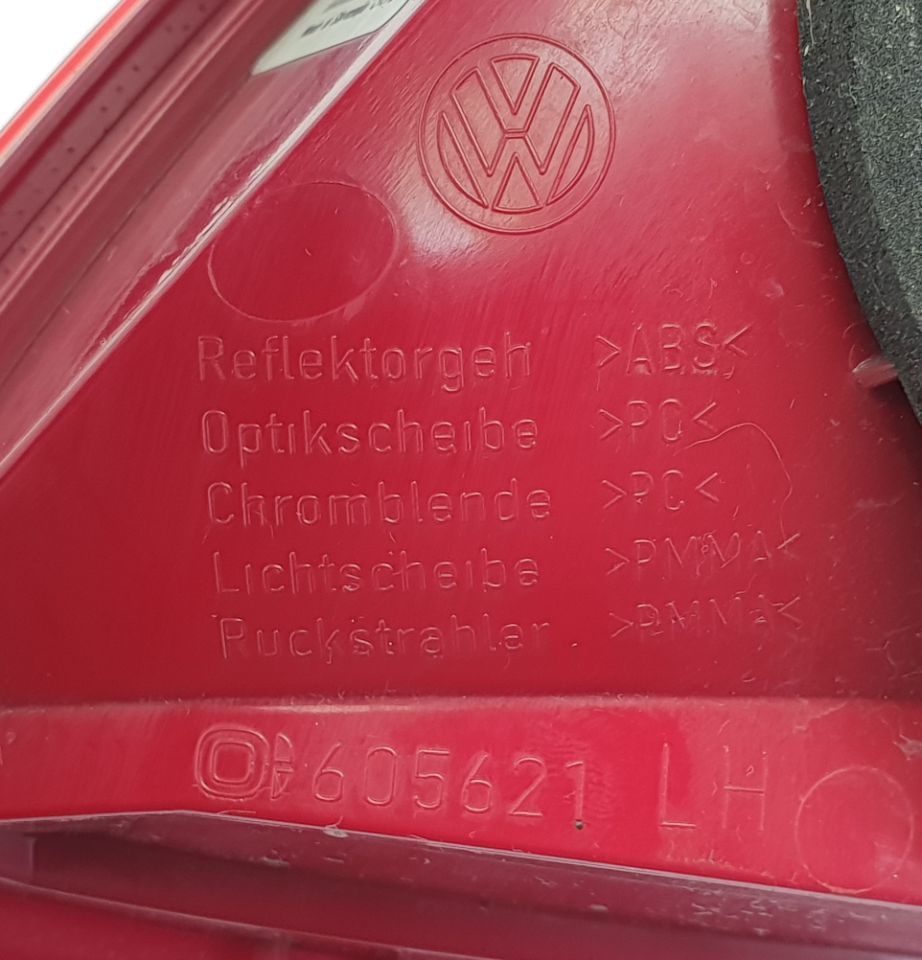 Reflektorgeh >ABS<
Optikscheibe >PC<
Chromblende >PC<
Lichtscheibe >PMMA<
Ruckstrahler >PMMA<
605621 LH